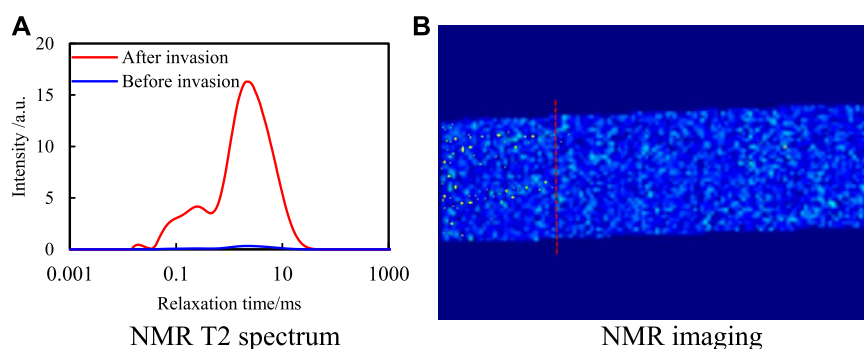 A
B
20
15
10
5
0
Intensity /a.u.
After invasion
Before invasion
0.001
0.1
10
1000
Relaxation time/ms
NMR T2 spectrum
NMR imaging